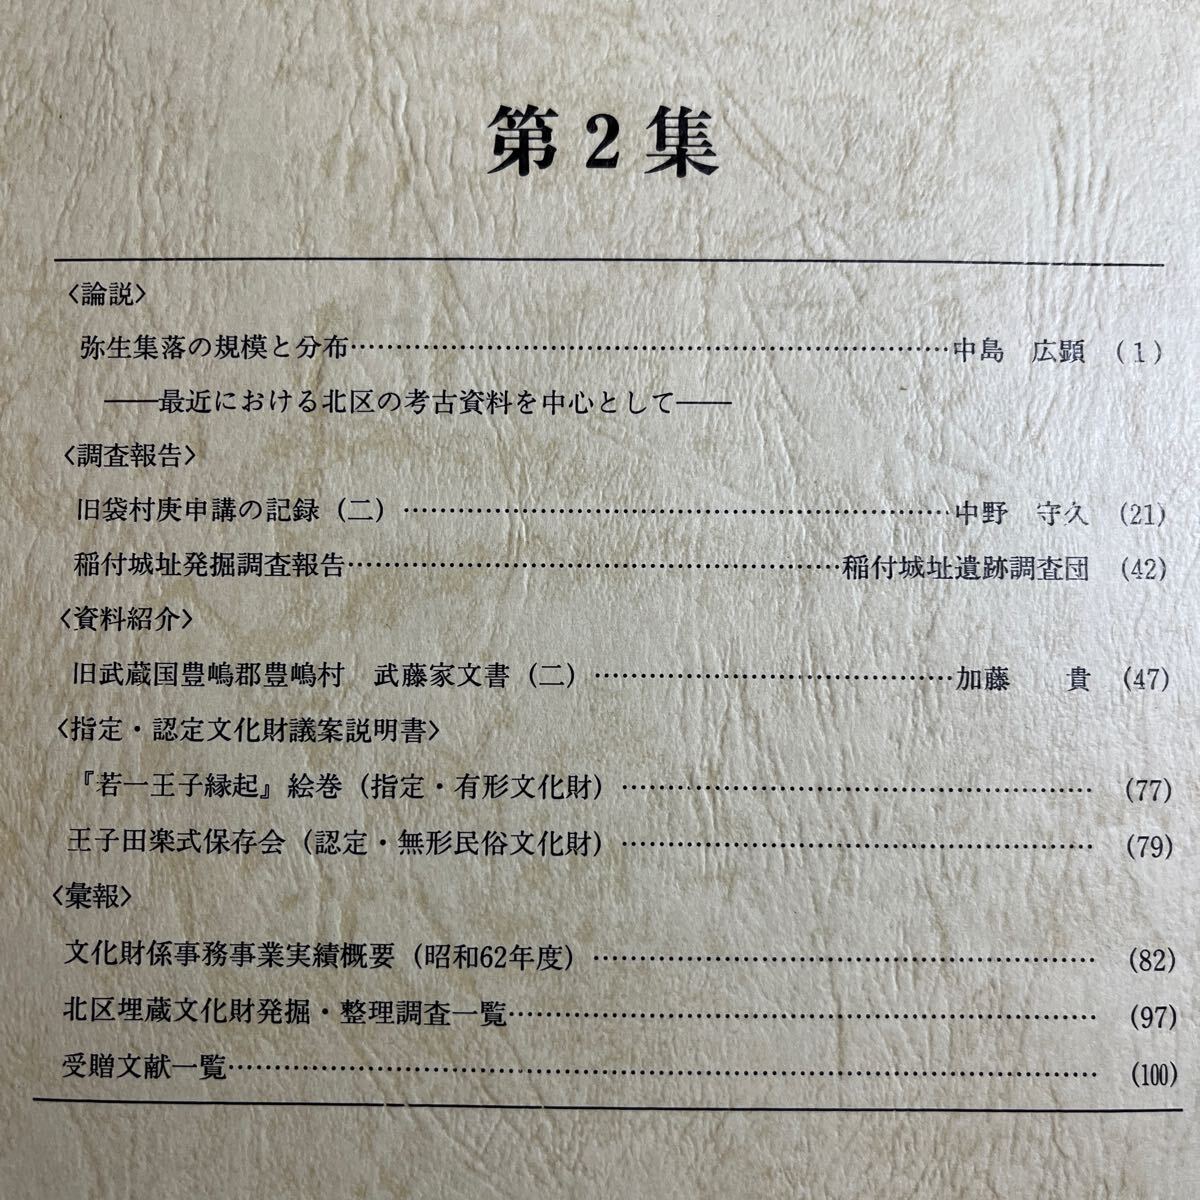 第2集
〈論説〉
弥生集落の規模と分布……………………………………………………………中島　広顕　(1)
——最近における北区の考古資料を中心として——
〈調査報告〉
旧袋村庚申講の記録（二）……………………………………………………中野　守久　(21)
稲付城址発掘調査報告……………………………………………稲付城址遺跡調査団　(42)
〈資料紹介〉
旧武蔵国豊嶋郡豊嶋村　武藤家文書（二）…………………………………加藤　　貴　(47)
〈指定・認定文化財議案説明書〉
『若一王子縁起』絵巻（指定・有形文化財）……………………………………………(77)
王子田楽式保存会（認定・無形民俗文化財）……………………………………………(79)
〈彙報〉
文化財係事務事業実績概要（昭和62年度）………………………………………………(82)
北区埋蔵文化財発掘・整理調査一覧………………………………………………………(97)
受贈文献一覧…………………………………………………………………………………(100)